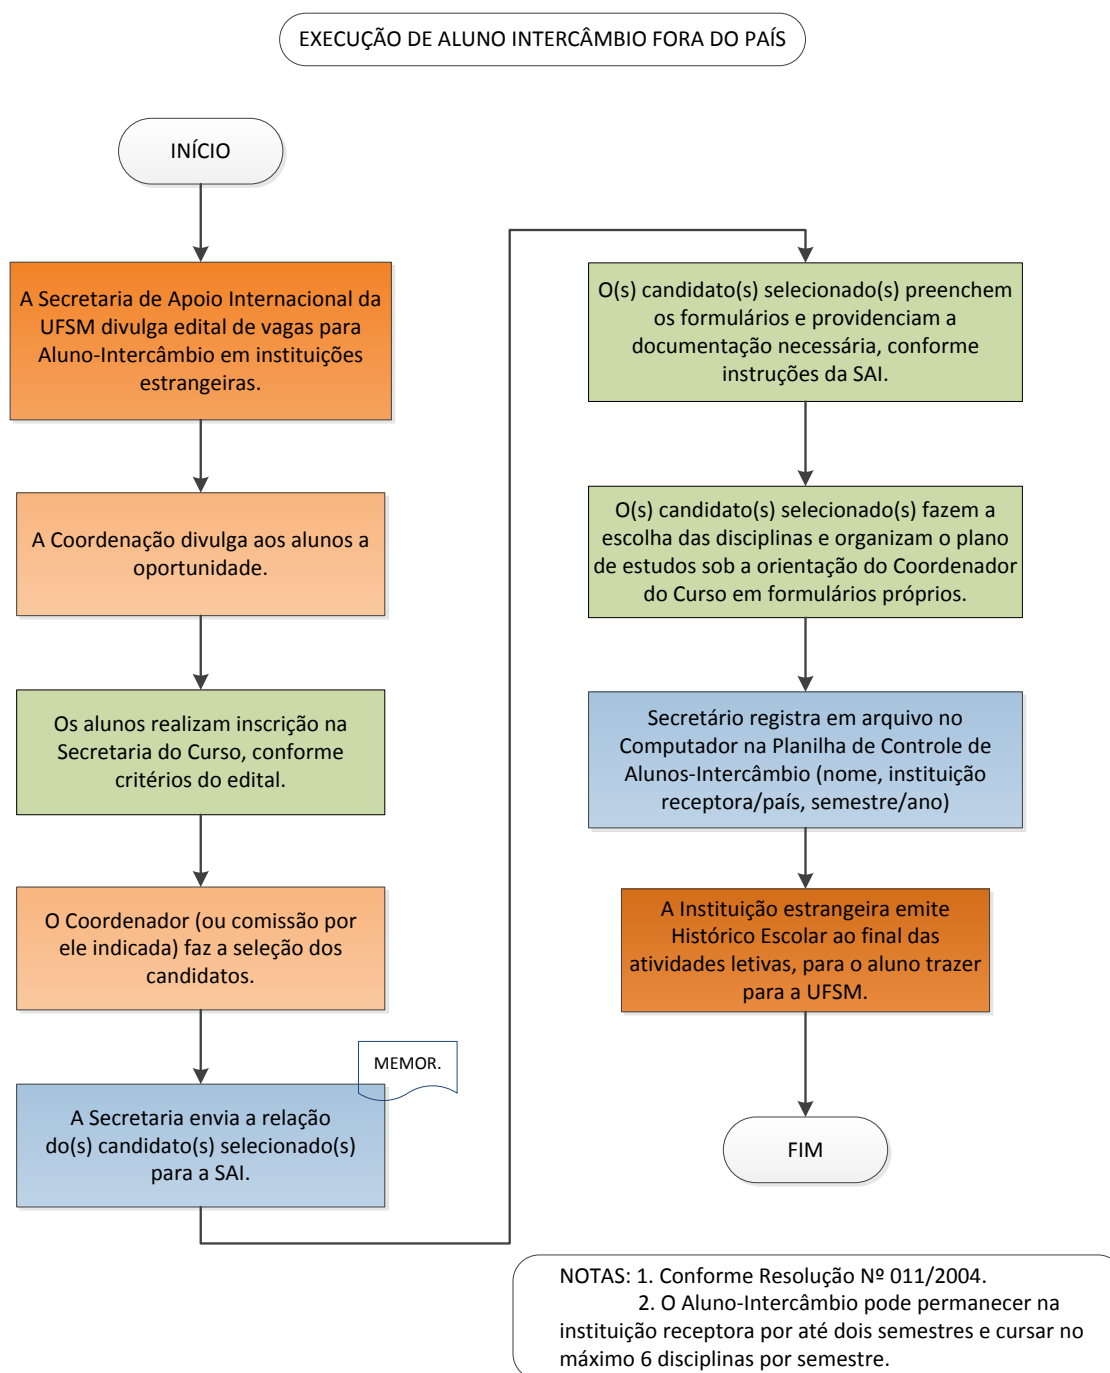 EXECUÇÃO DE ALUNO INTERCÂMBIO FORA DO PAÍS
INÍCIO
A Secretaria de Apoio Internacional da
UFSM divulga edital de vagas para
Aluno-Intercâmbio em instituições
estrangeiras.
A Coordenação divulga aos alunos a
oportunidade.
Os alunos realizam inscrição na
Secretaria do Curso, conforme
critérios do edital.
O Coordenador (ou comissão por
ele indicada) faz a seleção dos
candidatos.
MEMOR.
A Secretaria envia a relação
do(s) candidato(s) selecionado(s)
para a SAI.
O(s) candidato(s) selecionado(s) preenchem
os formulários e providenciam a
documentação necessária, conforme
instruções da SAI.
O(s) candidato(s) selecionado(s) fazem a
escolha das disciplinas e organizam o plano
de estudos sob a orientação do Coordenador
do Curso em formulários próprios.
Secretário registra em arquivo no
Computador na Planilha de Controle de
Alunos-Intercâmbio (nome, instituição
receptora/país, semestre/ano)
A Instituição estrangeira emite
Histórico Escolar ao final das
atividades letivas, para o aluno trazer
para a UFSM.
FIM
NOTAS: 1. Conforme Resolução Nº 011/2004.
2. O Aluno-Intercâmbio pode permanecer na
instituição receptora por até dois semestres e cursar no
máximo 6 disciplinas por semestre.